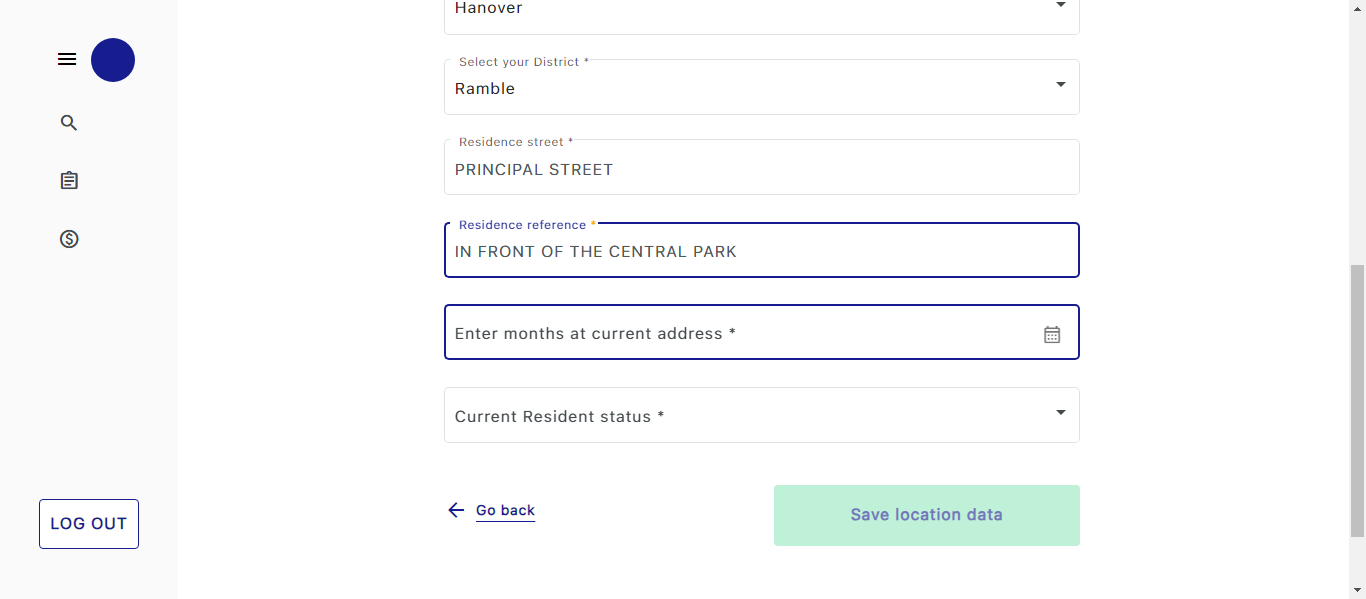 Hanover
Select your District *
Ramble
Residence street *
PRINCIPAL STREET
Residence reference *
IN FRONT OF THE CENTRAL PARK
Enter months at current address *
Current Resident status *
Go back
Save location data
LOG OUT